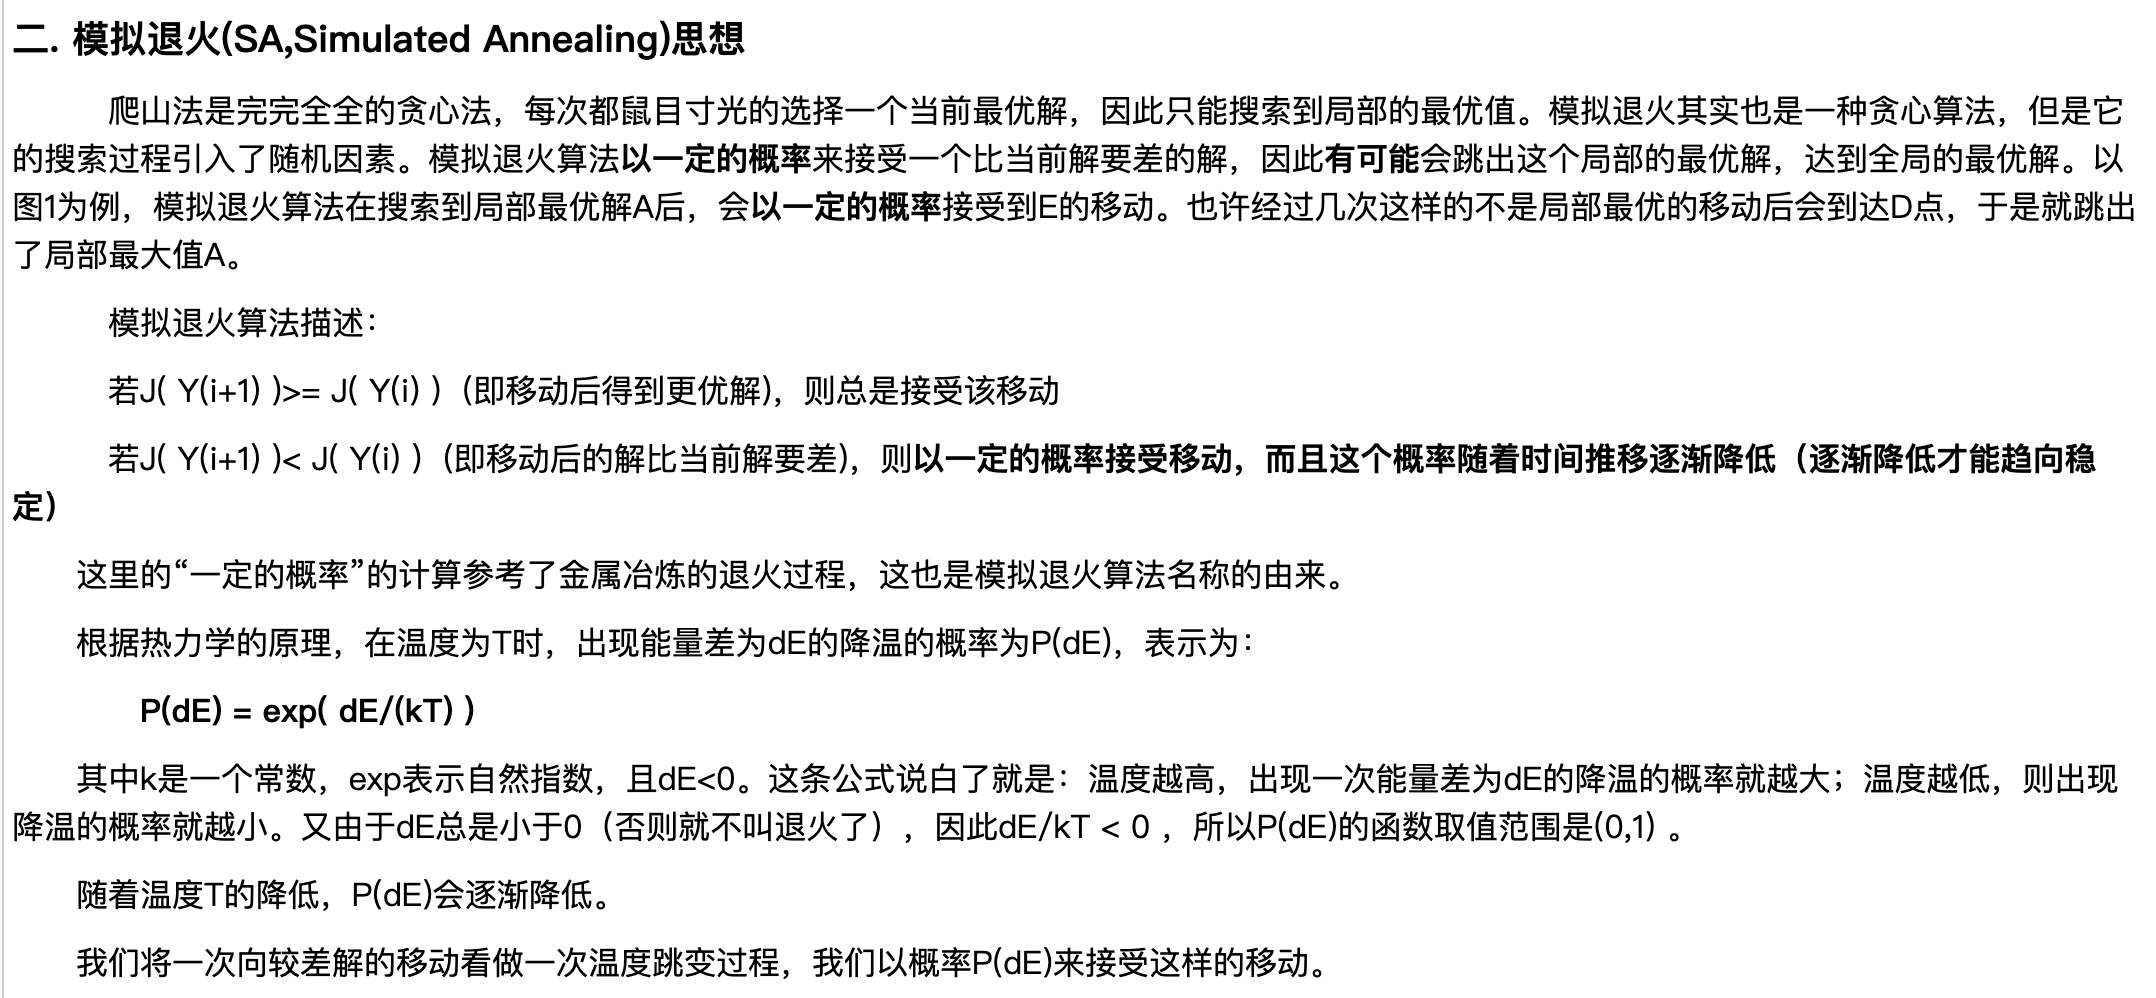 二. 模拟退火(SA,Simulated Annealing)思想
爬山法是完完全全的贪心法，每次都鼠目寸光的选择一个当前最优解，因此只能搜索到局部的最优值。模拟退火其实也是一种贪心算法，但是它
的搜索过程引入了随机因素。模拟退火算法以一定的概率来接受一个比当前解要差的解，因此有可能会跳出这个局部的最优解，达到全局的最优解。以
图1为例，模拟退火算法在搜索到局部最优解A后，会以一定的概率接受到E的移动。也许经过几次这样的不是局部最优的移动后会到达D点，于是就跳出
了局部最大值A。
模拟退火算法描述：
若J( Y(i+1) )>= J( Y(i) )（即移动后得到更优解)，则总是接受该移动
若J( Y(i+1) )< J( Y(i) )（即移动后的解比当前解要差)，则以一定的概率接受移动，而且这个概率随着时间推移逐渐降低（逐渐降低才能趋向稳
定）
这里的“一定的概率”的计算参考了金属冶炼的退火过程，这也是模拟退火算法名称的由来。
根据热力学的原理，在温度为T时，出现能量差为dE的降温的概率为P(dE)，表示为：
P(dE) = exp( dE/(kT) )
其中k是一个常数，exp表示自然指数，且dE<0。这条公式说白了就是：温度越高，出现一次能量差为dE的降温的概率就越大；温度越低，则出现
降温的概率就越小。又由于dE总是小于0（否则就不叫退火了），因此dE/kT < 0 ，所以P(dE)的函数取值范围是(0,1) 。
随着温度T的降低，P(dE)会逐渐降低。
我们将一次向较差解的移动看做一次温度跳变过程，我们以概率P(dE)来接受这样的移动。